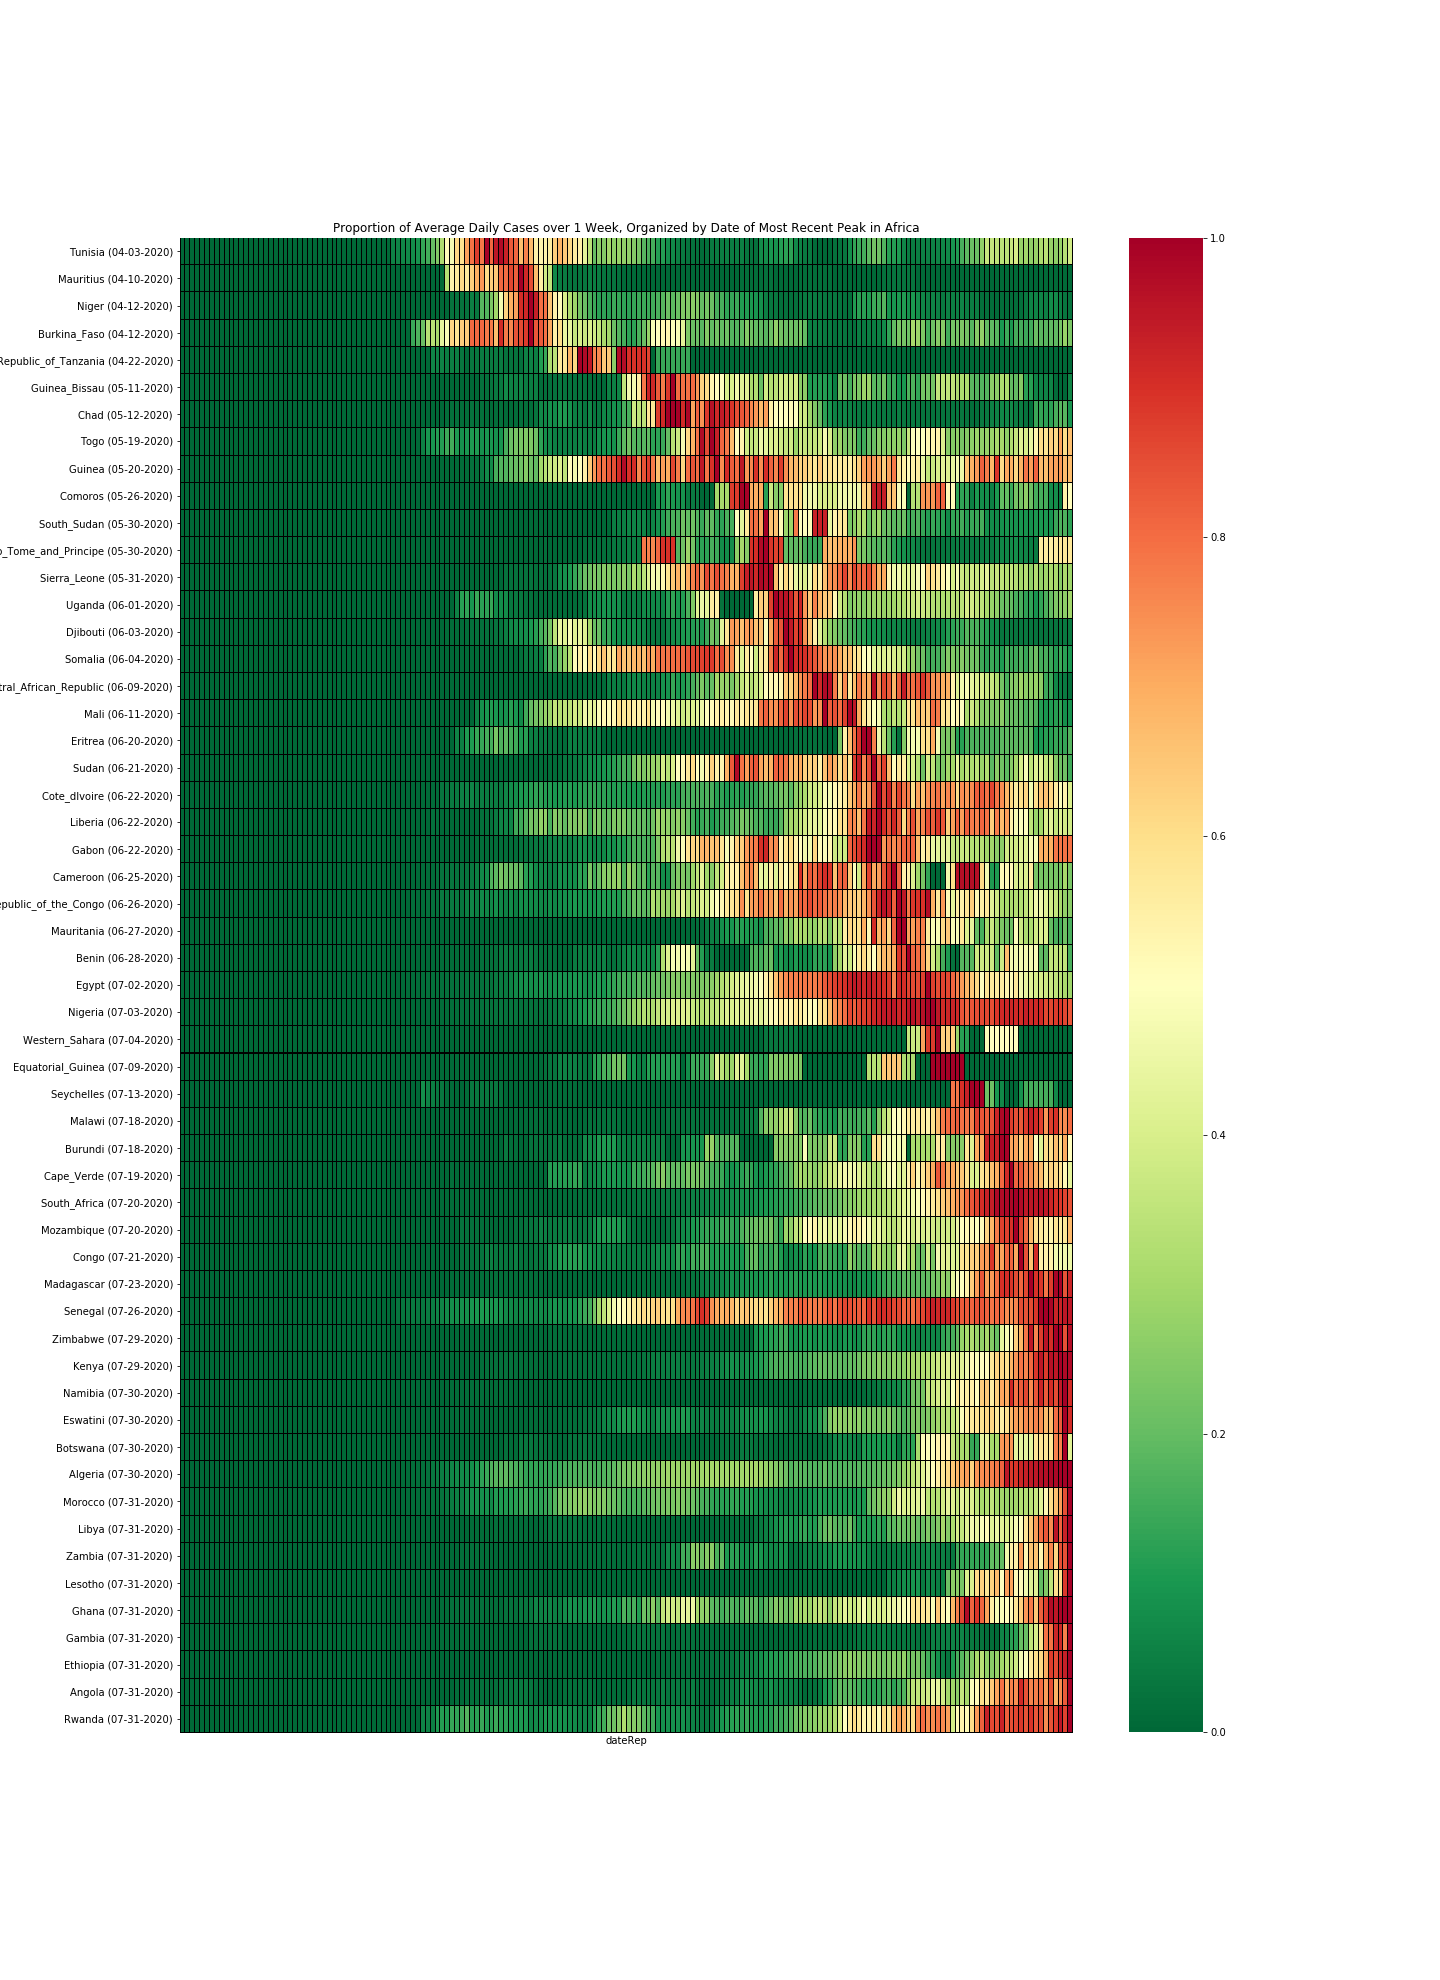 Proportion of Average Daily Cases over 1 Week, Organized by Date of Most Recent Peak in Africa
Tunisia (04-03-2020)
Mauritius (04-10-2020)
Niger (04-12-2020)
Burkina_Faso (04-12-2020)
Republic_of_Tanzania (04-22-2020)
Guinea_Bissau (05-11-2020)
Chad (05-12-2020)
Togo (05-19-2020)
Guinea (05-20-2020)
Comoros (05-26-2020)
South_Sudan (05-30-2020)
o_Tome_and_Principe (05-30-2020)
Sierra_Leone (05-31-2020)
Uganda (06-01-2020)
Djibouti (06-03-2020)
Somalia (06-04-2020)
tral_African_Republic (06-09-2020)
Mali (06-11-2020)
Eritrea (06-20-2020)
Sudan (06-21-2020)
Cote_dIvoire (06-22-2020)
Liberia (06-22-2020)
Gabon (06-22-2020)
Cameroon (06-25-2020)
epublic_of_the_Congo (06-26-2020)
Mauritania (06-27-2020)
Benin (06-28-2020)
Egypt (07-02-2020)
Nigeria (07-03-2020)
Western_Sahara (07-04-2020)
Equatorial_Guinea (07-09-2020)
Seychelles (07-13-2020)
Malawi (07-18-2020)
Burundi (07-18-2020)
Cape_Verde (07-19-2020)
South_Africa (07-20-2020)
Mozambique (07-20-2020)
Congo (07-21-2020)
Madagascar (07-23-2020)
Senegal (07-26-2020)
Zimbabwe (07-29-2020)
Kenya (07-29-2020)
Namibia (07-30-2020)
Eswatini (07-30-2020)
Botswana (07-30-2020)
Algeria (07-30-2020)
Morocco (07-31-2020)
Libya (07-31-2020)
Zambia (07-31-2020)
Lesotho (07-31-2020)
Ghana (07-31-2020)
Gambia (07-31-2020)
Ethiopia (07-31-2020)
Angola (07-31-2020)
Rwanda (07-31-2020)
dateRep
1.0
0.8
0.6
0.4
0.2
0.0